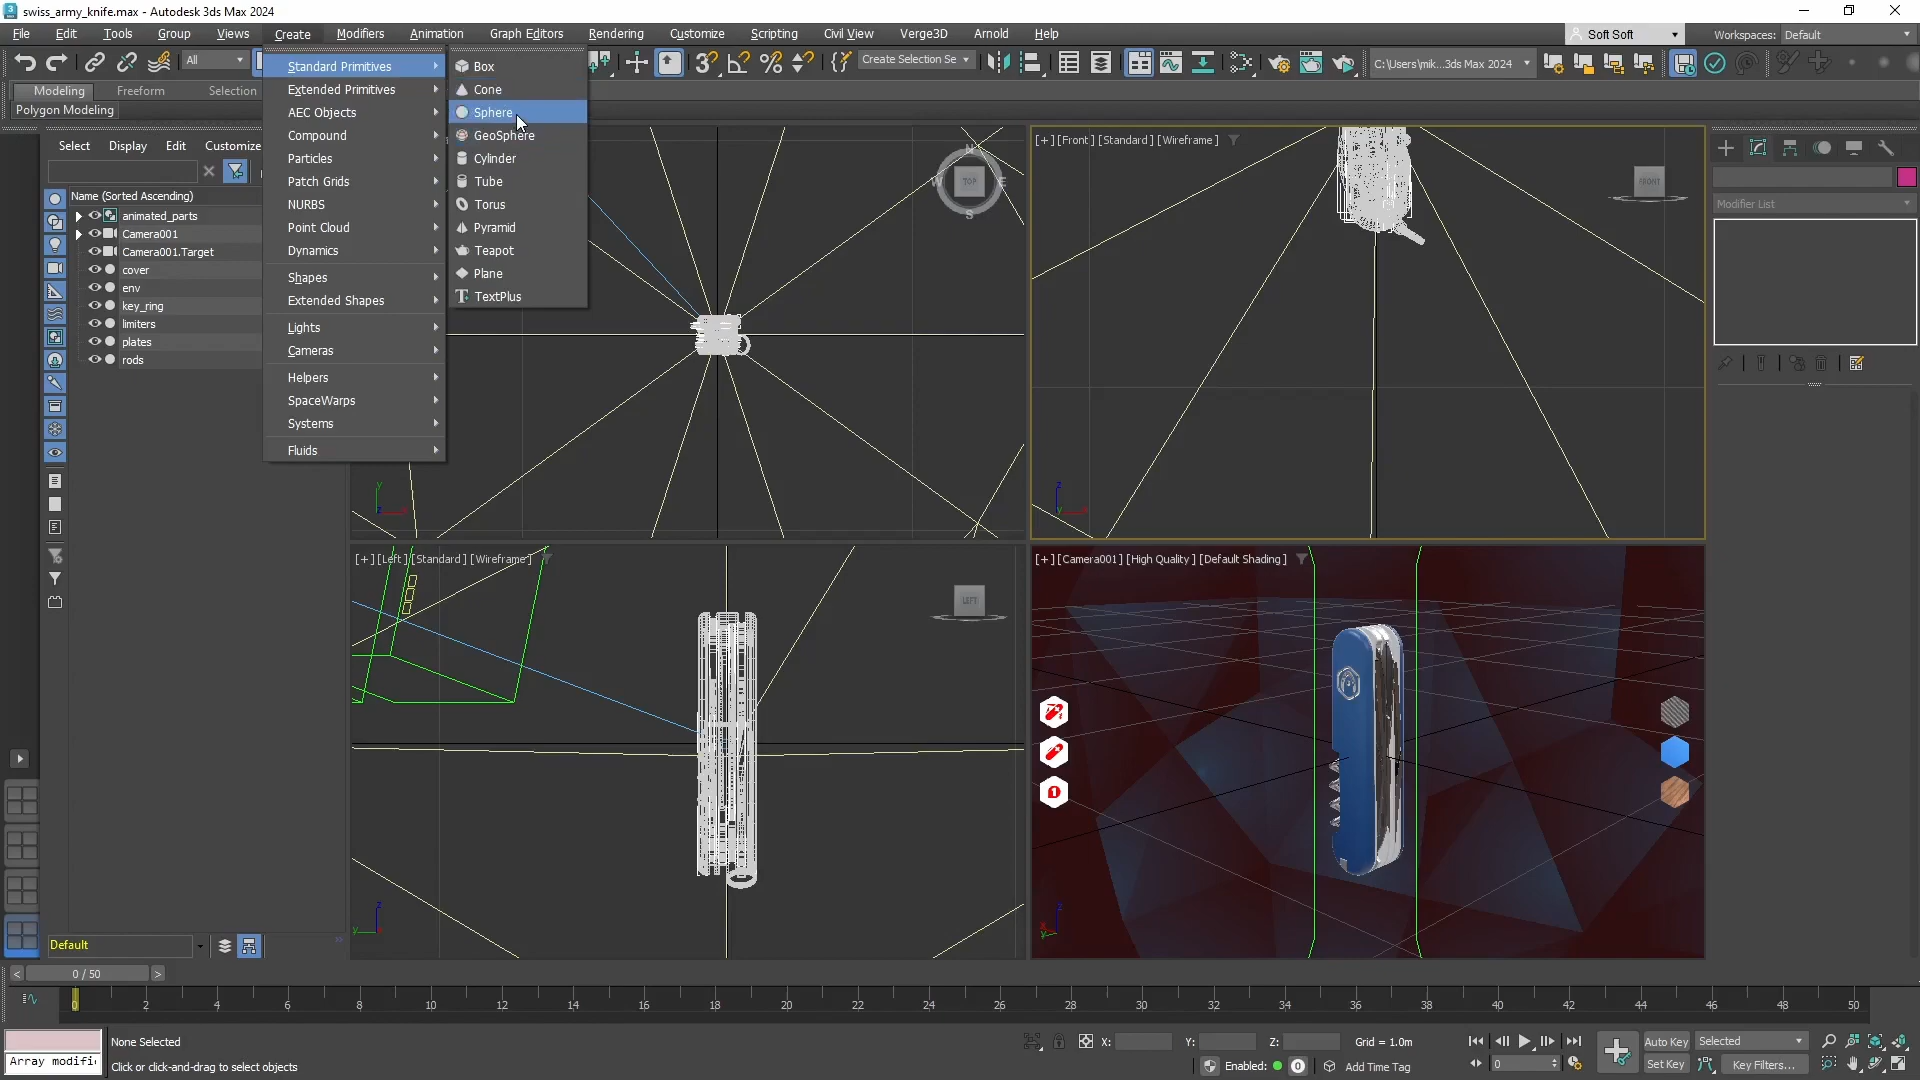 swiss_army_knife.max - Autodesk 3ds Max 2024
File Edit Tools Group Views Create Modifiers Animation Graph Editors Rendering Customize Scripting Civil View Verge3D Arnold Help
Soft Soft
Workspaces: Default
All
Create Selection Se
C:\Users\mik...3ds Max 2024
Modeling Freeform Selection
Polygon Modeling
Select Display Edit Customize
Name (Sorted Ascending)
animated_parts
Camera001
Camera001.Target
cover
env
key_ring
limiters
plates
rods
Standard Primitives
Extended Primitives
AEC Objects
Compound
Particles
Patch Grids
NURBS
Point Cloud
Dynamics
Shapes
Extended Shapes
Lights
Cameras
Helpers
SpaceWarps
Systems
Fluids
Box
Cone
Sphere
GeoSphere
Cylinder
Tube
Torus
Pyramid
Teapot
Plane
TextPlus
N
W TOP E
S
y
z
[+] [Front] [Standard] [Wireframe]
FRONT
z
[+] [Left] [Standard] [Wireframe]
LEFT
z
y
[+] [Camera001] [High Quality] [Default Shading]
z
x
y
Modifier List
Default
< 0 / 50 >
0 2 4 6 8 10 12 14 16 18 20 22 24 26 28 30 32 34 36 38 40 42 44 46 48 50
None Selected
Array modifi
Click or click-and-drag to select objects
X: Y: Z: Grid = 1.0m
Enabled: 0 Add Time Tag
0
Auto Key Selected
Set Key Key Filters...